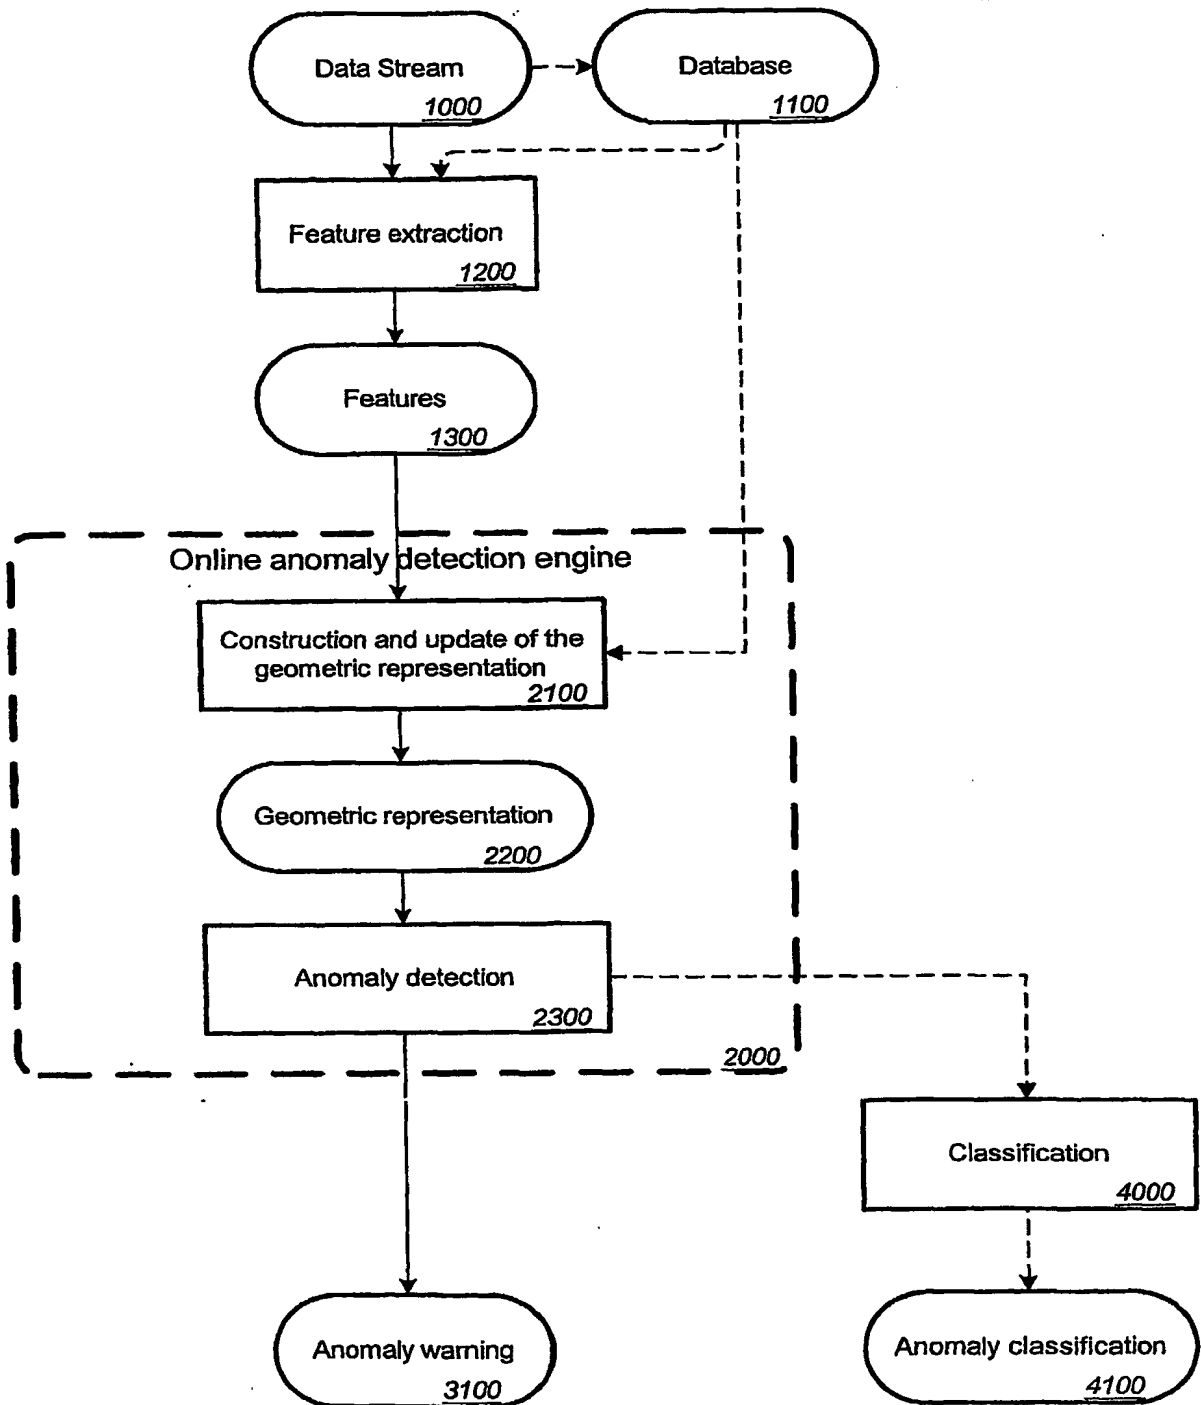 Data Stream
1000
Database
1100
Feature extraction
1200
Features
1300
Online anomaly detection engine
Construction and update of the
geometric representation
2100
Geometric representation
2200
Anomaly detection
2300
2000
Classification
4000
Anomaly warning
3100
Anomaly classification
4100